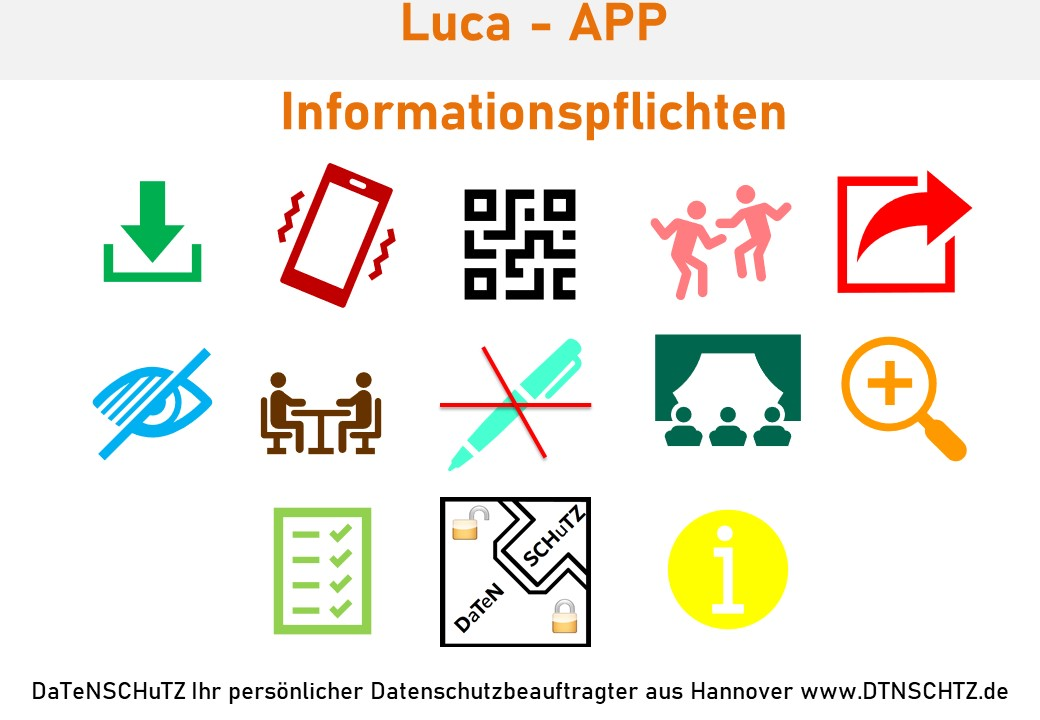 Luca - APP
Informationspflichten
DaTeN
SCHuTZ
DaTeNSCHuTZ Ihr persönlicher Datenschutzbeauftragter aus Hannover www.DTNSCHTZ.de